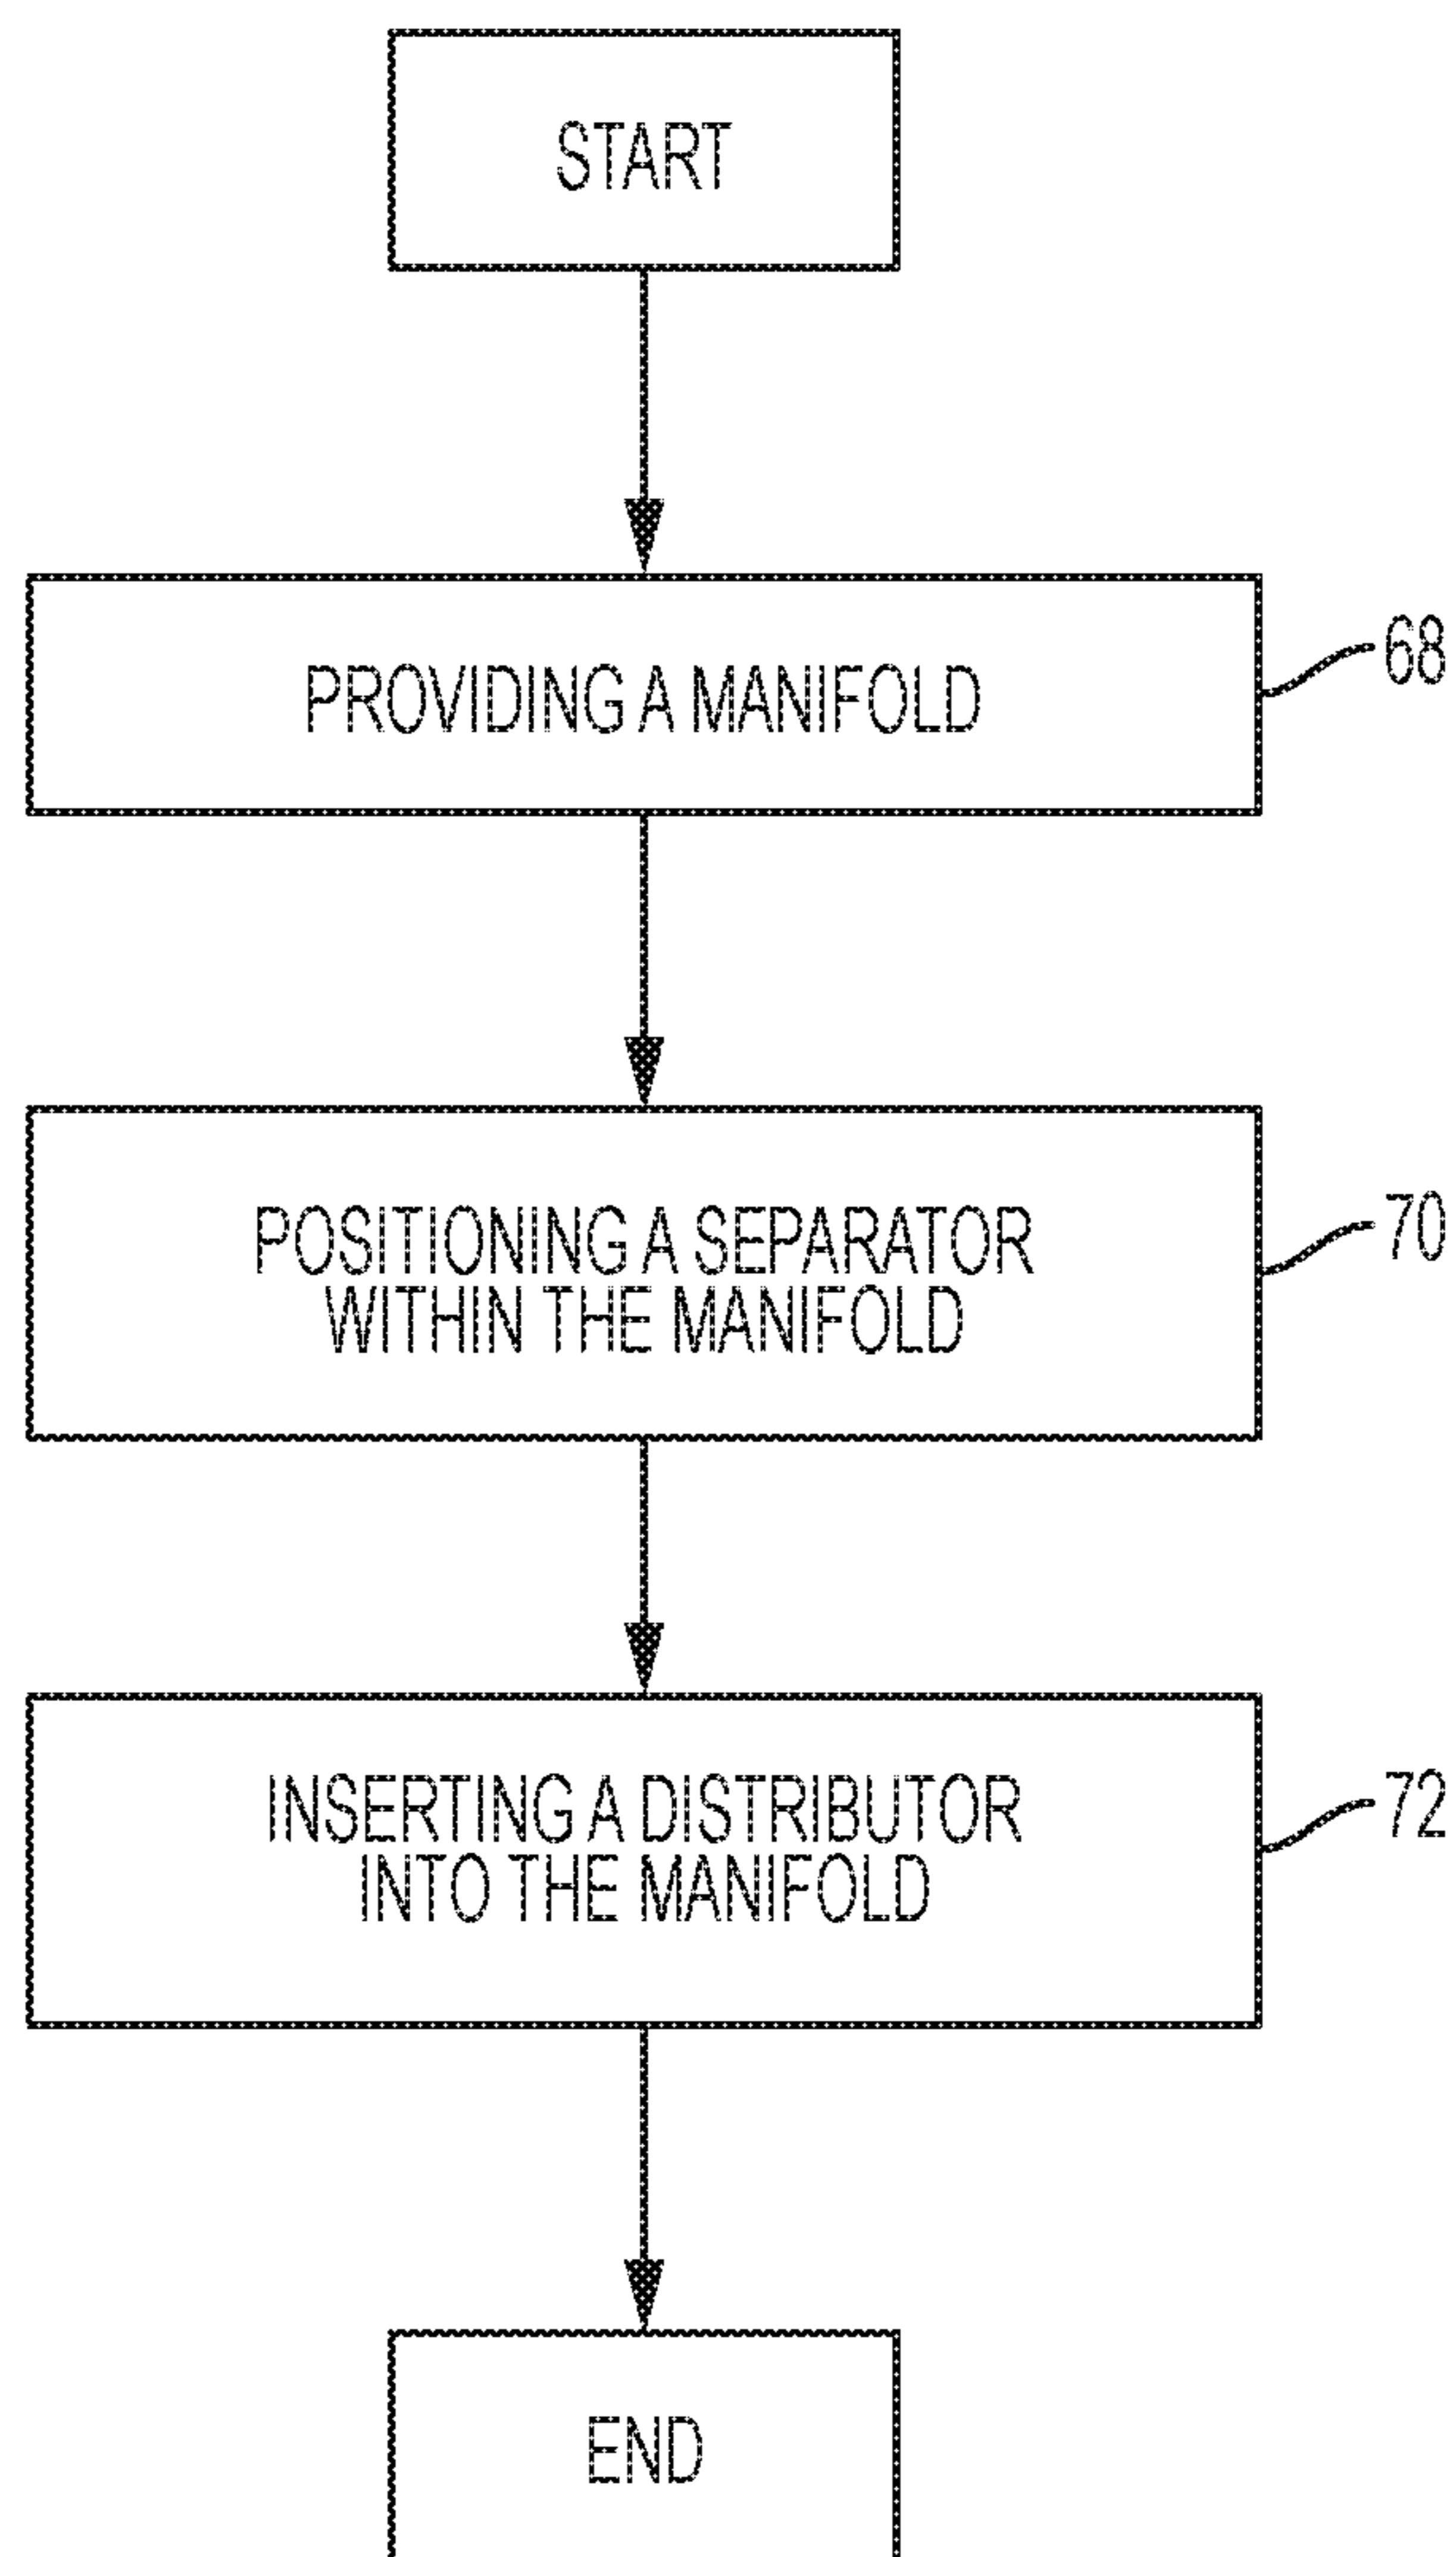 START
PROVIDING A MANIFOLD
68
POSITIONING A SEPARATOR
WITHIN THE MANIFOLD
70
INSERTING A DISTRIBUTOR
INTO THE MANIFOLD
72
END